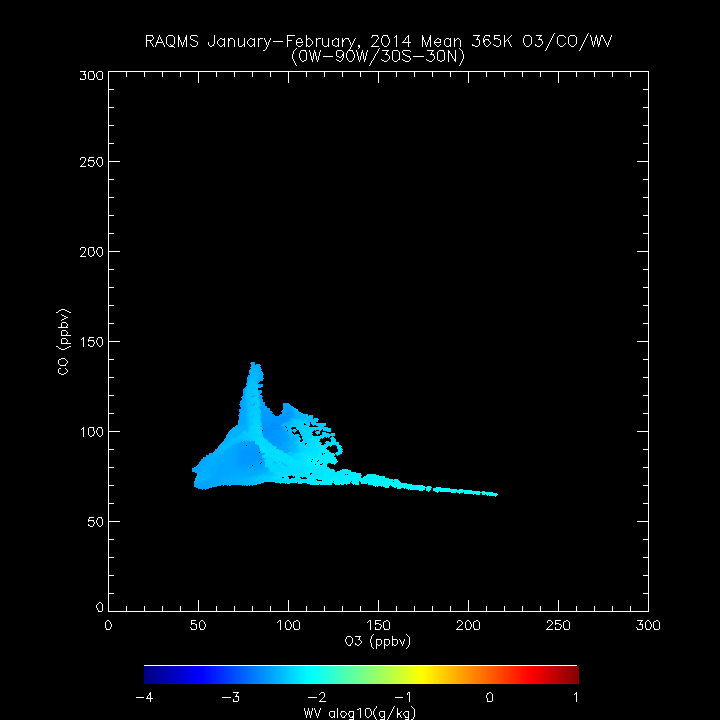 RAQMS January-February, 2014 Mean 365K O3/CO/WV
(0W-90W/30S-30N)
300
250
200
150
100
50
0
CO (ppbv)
0 50 100 150 200 250 300
O3 (ppbv)
-4 -3 -2 -1 0 1
WV alog10(g/kg)